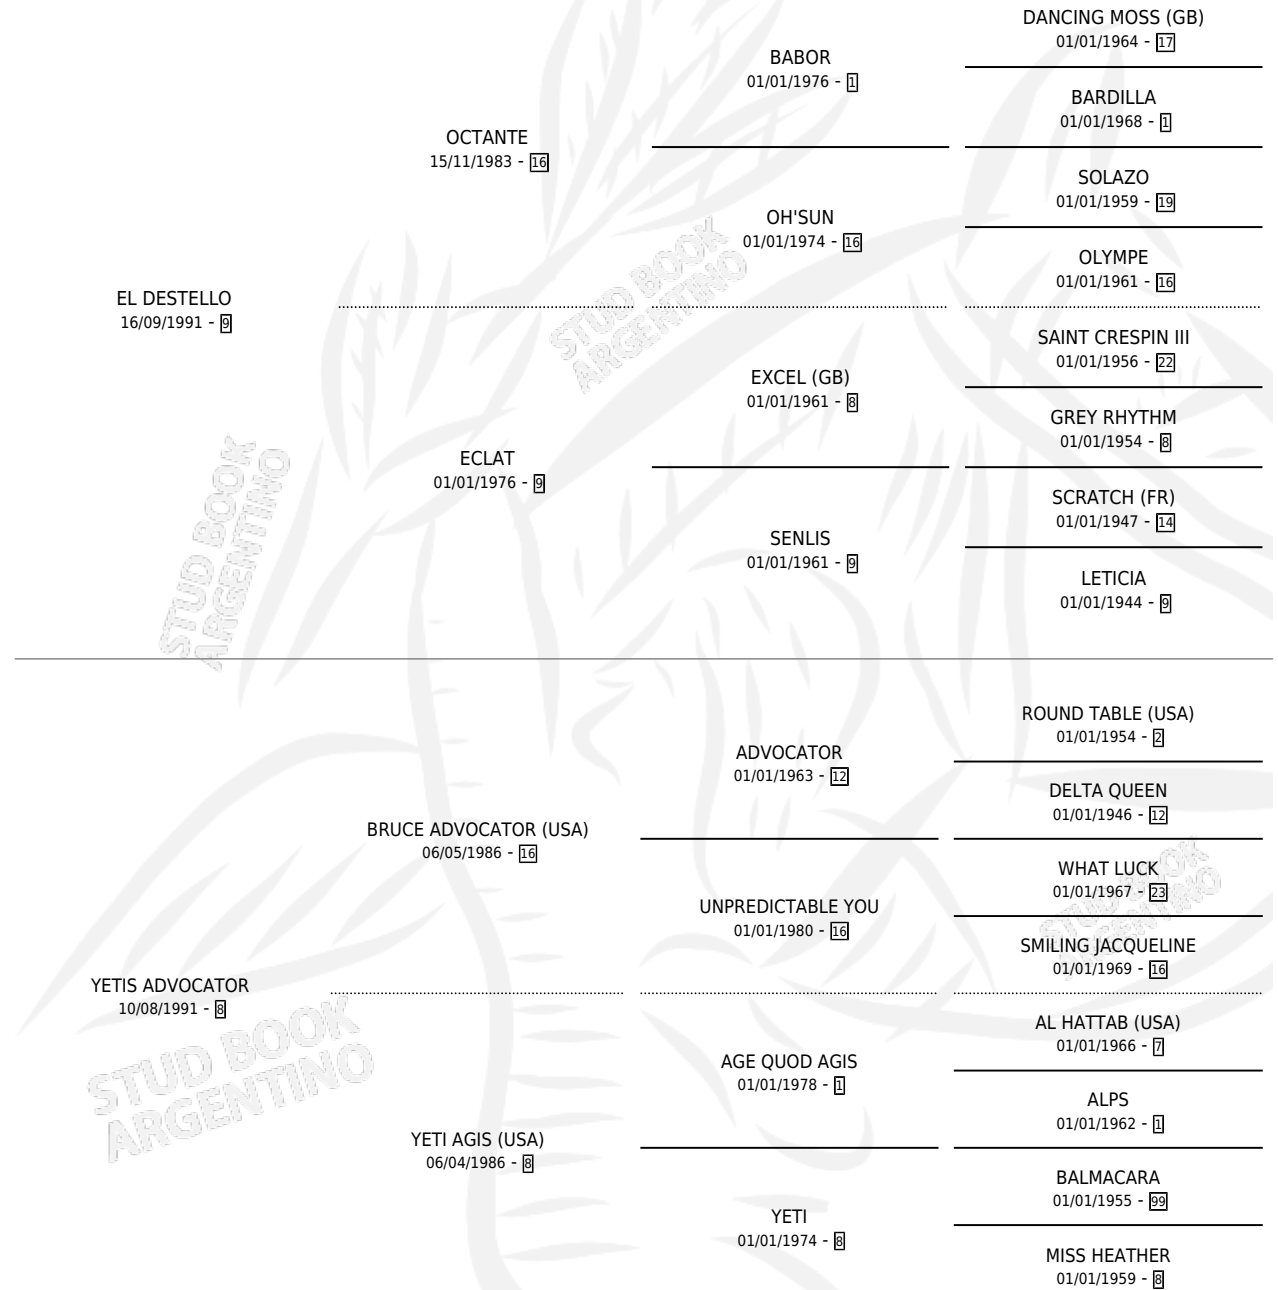 DANCING MOSS (GB)
01/01/1964 - 17
BABOR
01/01/1976 - 1
BARDILLA
01/01/1968 - 1
OCTANTE
15/11/1983 - 16
SOLAZO
01/01/1959 - 19
OH'SUN
01/01/1974 - 16
OLYMPE
01/01/1961 - 16
EL DESTELLO
16/09/1991 - 9
SAINT CRESPIN III
01/01/1956 - 22
EXCEL (GB)
01/01/1961 - 8
GREY RHYTHM
01/01/1954 - 8
ECLAT
01/01/1976 - 9
SCRATCH (FR)
01/01/1947 - 14
SENLIS
01/01/1961 - 9
LETICIA
01/01/1944 - 9
STUD BOOK
ARGENTINO
STUD BOOK
ARGENTINO
ROUND TABLE (USA)
01/01/1954 - 2
ADVOCATOR
01/01/1963 - 12
DELTA QUEEN
01/01/1946 - 12
BRUCE ADVOCATOR (USA)
06/05/1986 - 16
WHAT LUCK
01/01/1967 - 23
UNPREDICTABLE YOU
01/01/1980 - 16
SMILING JACQUELINE
01/01/1969 - 16
YETIS ADVOCATOR
10/08/1991 - 8
AL HATTAB (USA)
01/01/1966 - 7
AGE QUOD AGIS
01/01/1978 - 1
ALPS
01/01/1962 - 1
YETI AGIS (USA)
06/04/1986 - 8
BALMACARA
01/01/1955 - 99
YETI
01/01/1974 - 8
MISS HEATHER
01/01/1959 - 8
STUD BOOK
ARGENTINO
STUD BOOK
ARGENTINO